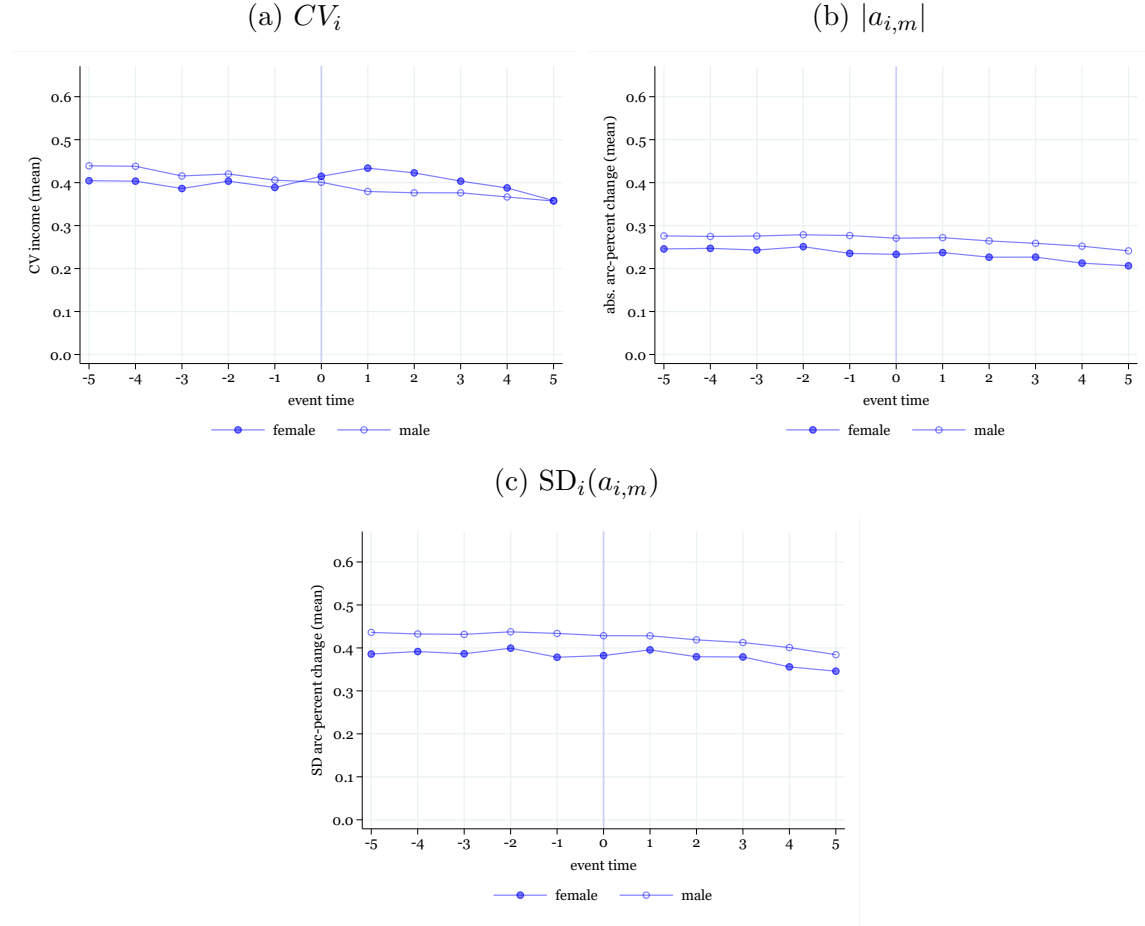 (a) CV_i
(b) |a_{i,m}|
CV income (mean)
0.6
0.5
0.4
0.3
0.2
0.1
0.0
-5 -4 -3 -2 -1 0 1 2 3 4 5
event time
female male
abs. arc-percent change (mean)
0.6
0.5
0.4
0.3
0.2
0.1
0.0
-5 -4 -3 -2 -1 0 1 2 3 4 5
event time
female male
(c) SD_i(a_{i,m})
SD arc-percent change (mean)
0.6
0.5
0.4
0.3
0.2
0.1
0.0
-5 -4 -3 -2 -1 0 1 2 3 4 5
event time
female male